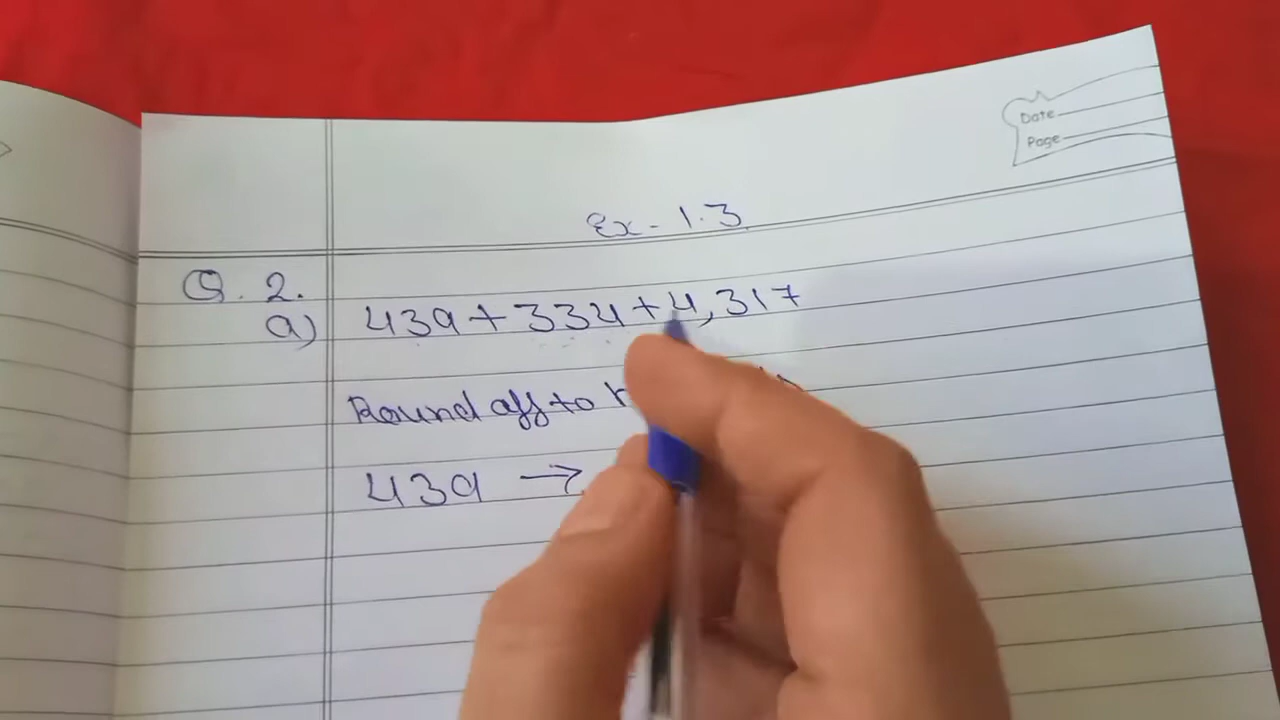 Date
Page
Ex - 1.3
Q. 2.
a) 439 + 334 + 4,317
Round off to
439 →